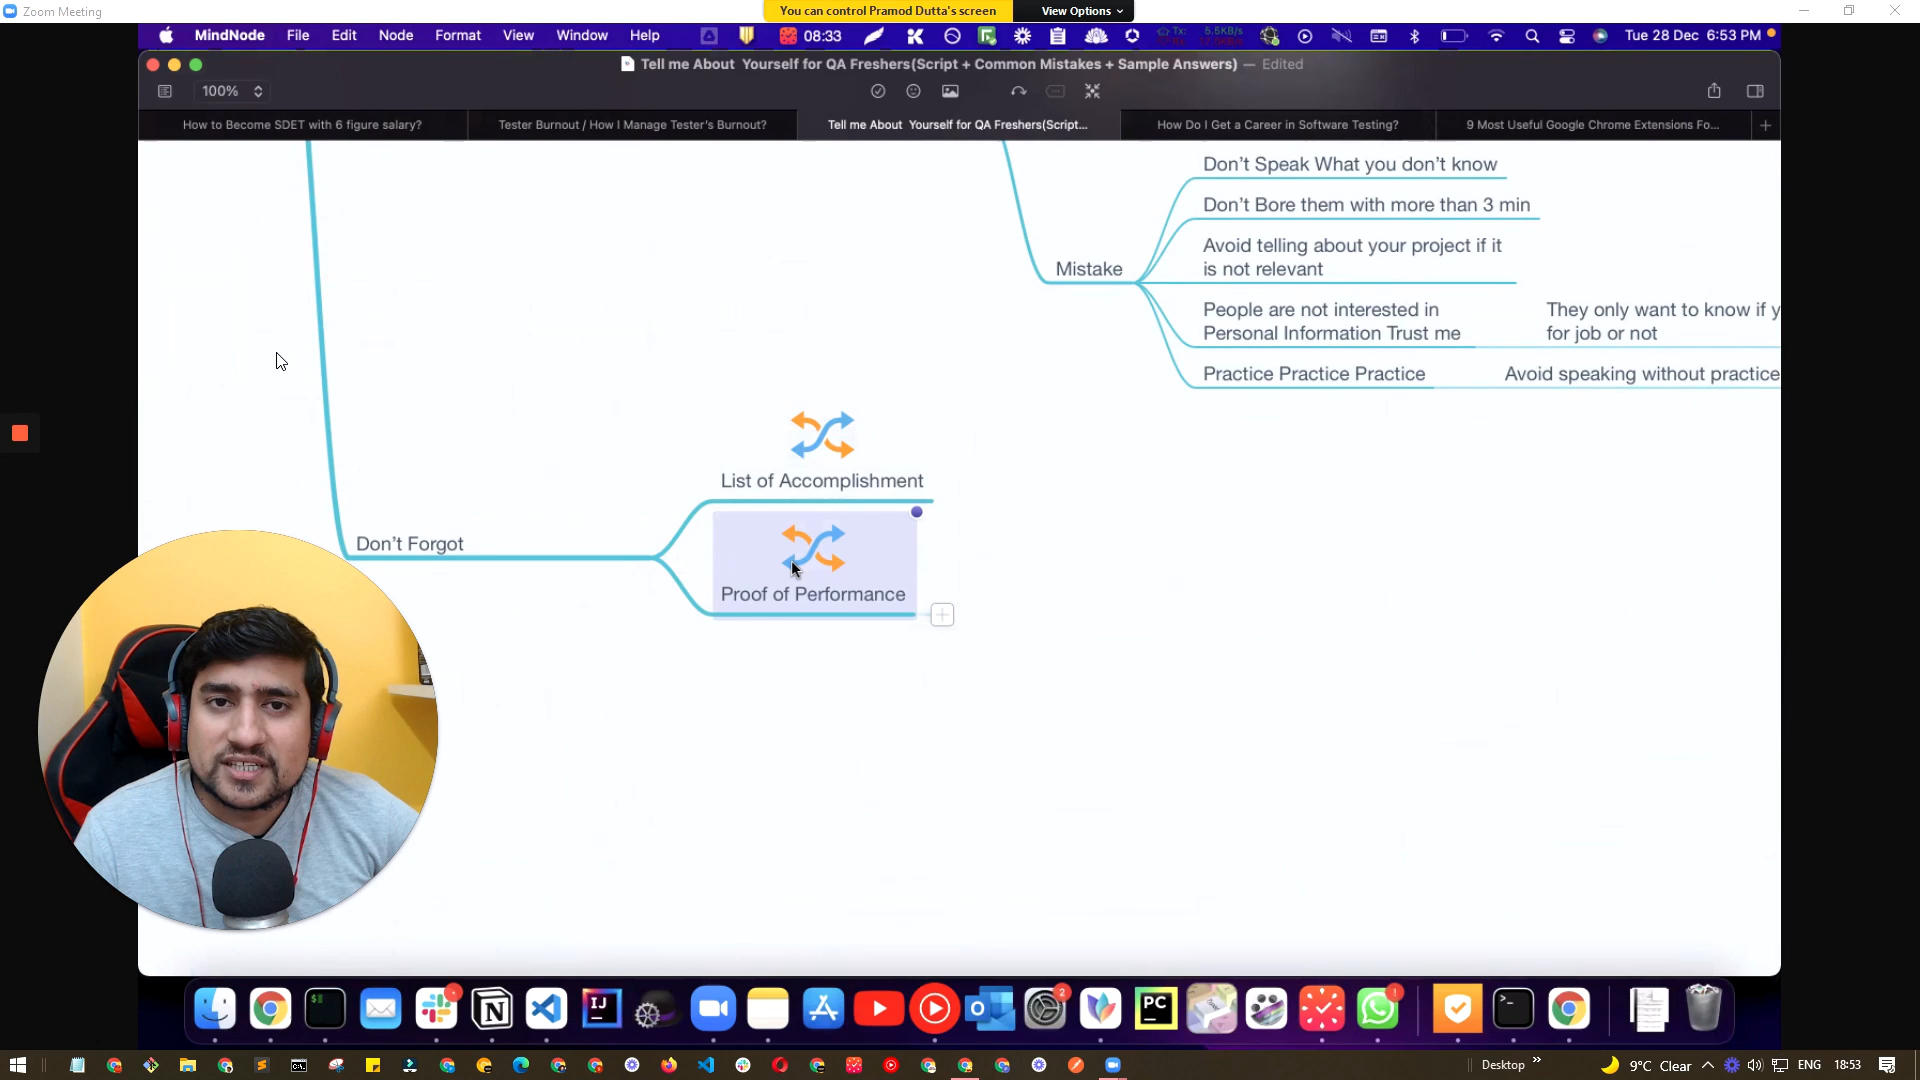 Zoom Meeting
You can control Pramod Dutta's screen
View Options
MindNode File Edit Node Format View Window Help
08:33
5.5KB/s
Tue 28 Dec 6:53 PM
Tell me About Yourself for QA Freshers(Script + Common Mistakes + Sample Answers) — Edited
100%
How to Become SDET with 6 figure salary?
Tester Burnout / How I Manage Tester's Burnout?
Tell me About Yourself for QA Freshers(Script...
How Do I Get a Career in Software Testing?
9 Most Useful Google Chrome Extensions Fo...
Don't Speak What you don't know
Don't Bore them with more than 3 min
Avoid telling about your project if it
is not relevant
Mistake
People are not interested in
Personal Information Trust me
They only want to know if y
for job or not
Practice Practice Practice
Avoid speaking without practice
List of Accomplishment
Don't Forgot
Proof of Performance
IJ
PC
2
Desktop
9°C Clear
ENG
18:53